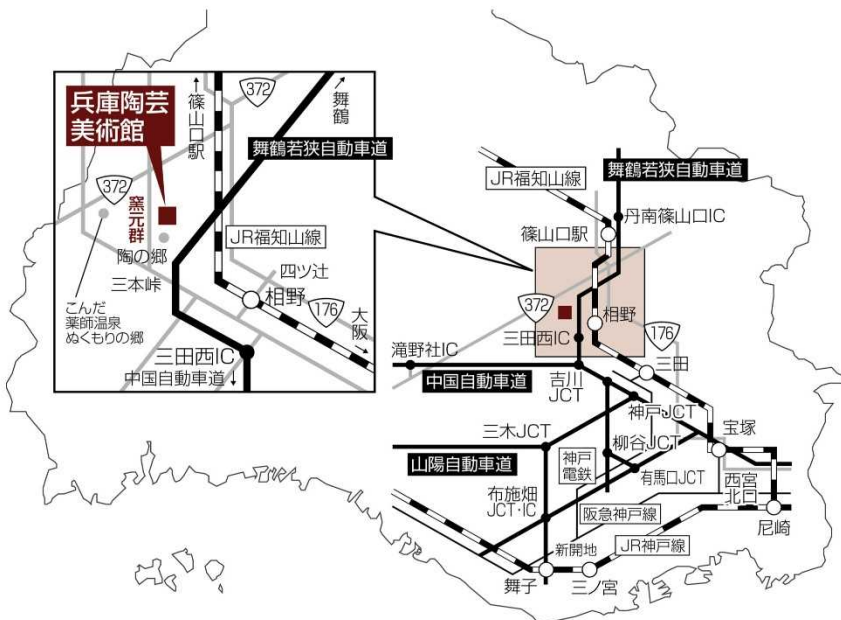 兵庫陶芸
美術館
372
↑篠山口駅
舞鶴
舞鶴若狭自動車道
372
窯元群
陶の郷
三本峠
こんだ
薬師温泉
ぬくもりの郷
JR福知山線
四ツ辻
相野
176
大阪
三田西IC
中国自動車道
JR福知山線
舞鶴若狭自動車道
丹南篠山口IC
篠山口駅
372
相野
三田西IC
176
滝野社IC
中国自動車道
吉川
JCT
三田
神戸JCT
三木JCT
柳谷JCT
宝塚
山陽自動車道
神戸
電鉄
有馬口JCT
西宮
北口
布施畑
JCT・IC
阪急神戸線
尼崎
新開地
JR神戸線
舞子
三ノ宮